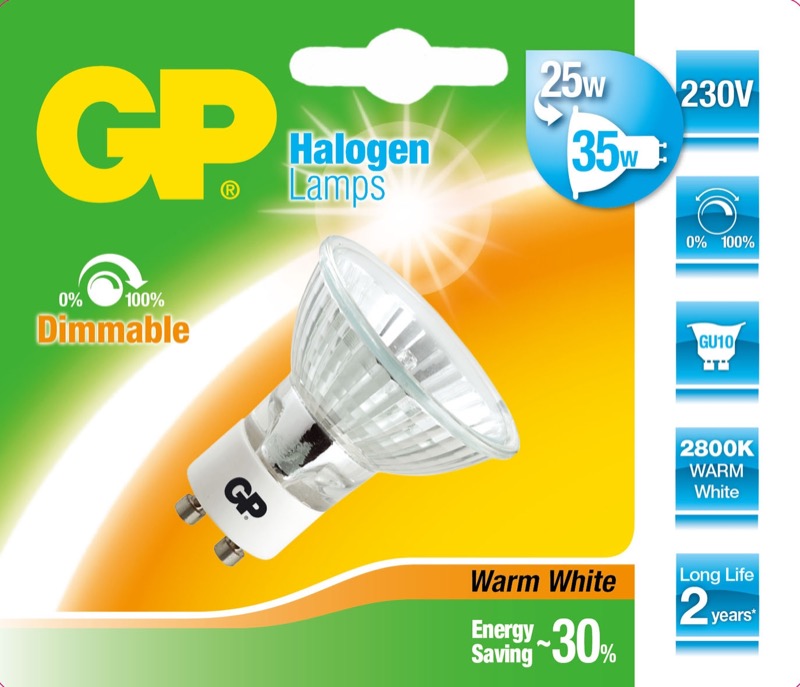 GP®
Halogen
Lamps
25w
35w
230V
0% 100%
Dimmable
0% 100%
GU10
GP
2800K
WARM
White
Warm White
Long Life
2 years*
Energy
Saving ~30%